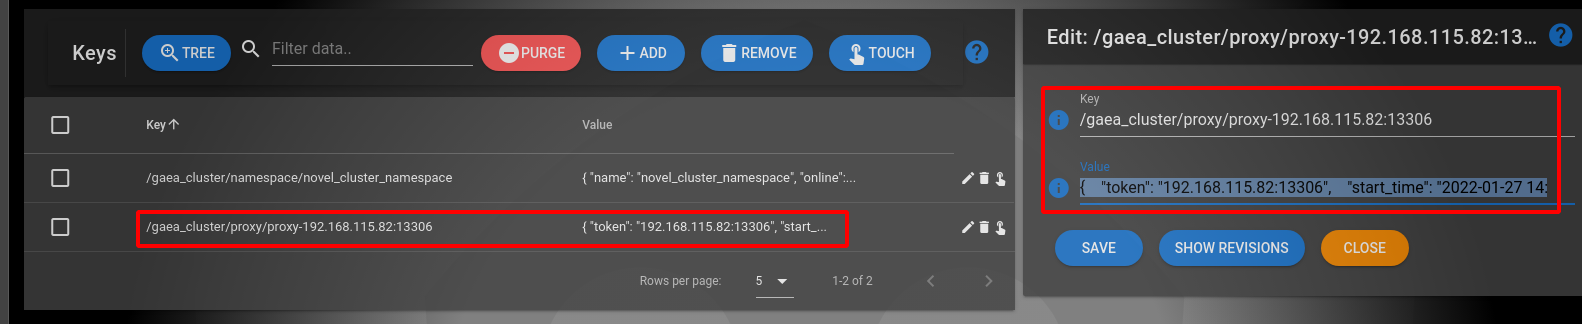 Keys
TREE
Filter data..
PURGE
ADD
REMOVE
TOUCH
?
Key
Value
/gaea_cluster/namespace/novel_cluster_namespace
{ "name": "novel_cluster_namespace", "online":...
/gaea_cluster/proxy/proxy-192.168.115.82:13306
{ "token": "192.168.115.82:13306", "start_...
Rows per page:
5
1-2 of 2
Edit: /gaea_cluster/proxy/proxy-192.168.115.82:13...
?
Key
/gaea_cluster/proxy/proxy-192.168.115.82:13306
Value
{ "token": "192.168.115.82:13306", "start_time": "2022-01-27 14:
SAVE
SHOW REVISIONS
CLOSE